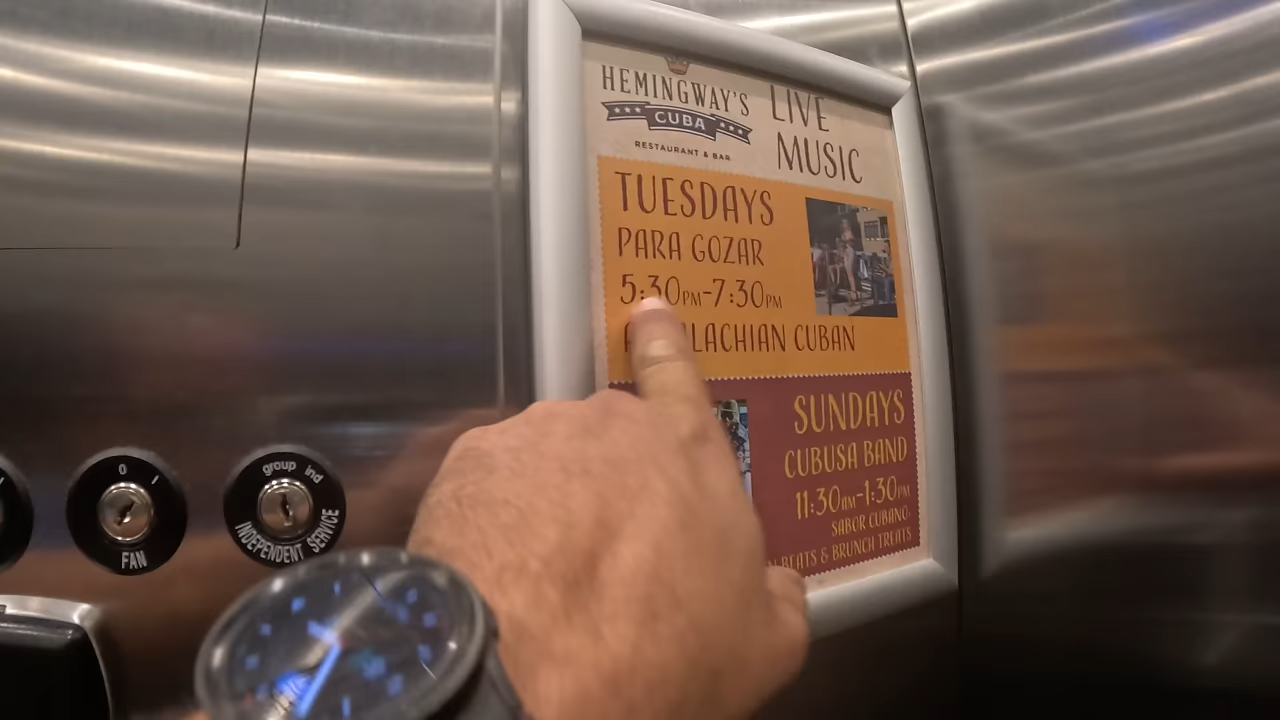 HEMINGWAY'S
CUBA
RESTAURANT & BAR
LIVE
MUSIC
TUESDAYS
PARA GOZAR
5:30PM-7:30PM
LACHIAN CUBAN
SUNDAYS
CUBUSA BAND
11:30AM-1:30PM
SABOR CUBANO:
BEATS & BRUNCH TREATS
0 I
FAN
group ind
INDEPENDENT SERVICE